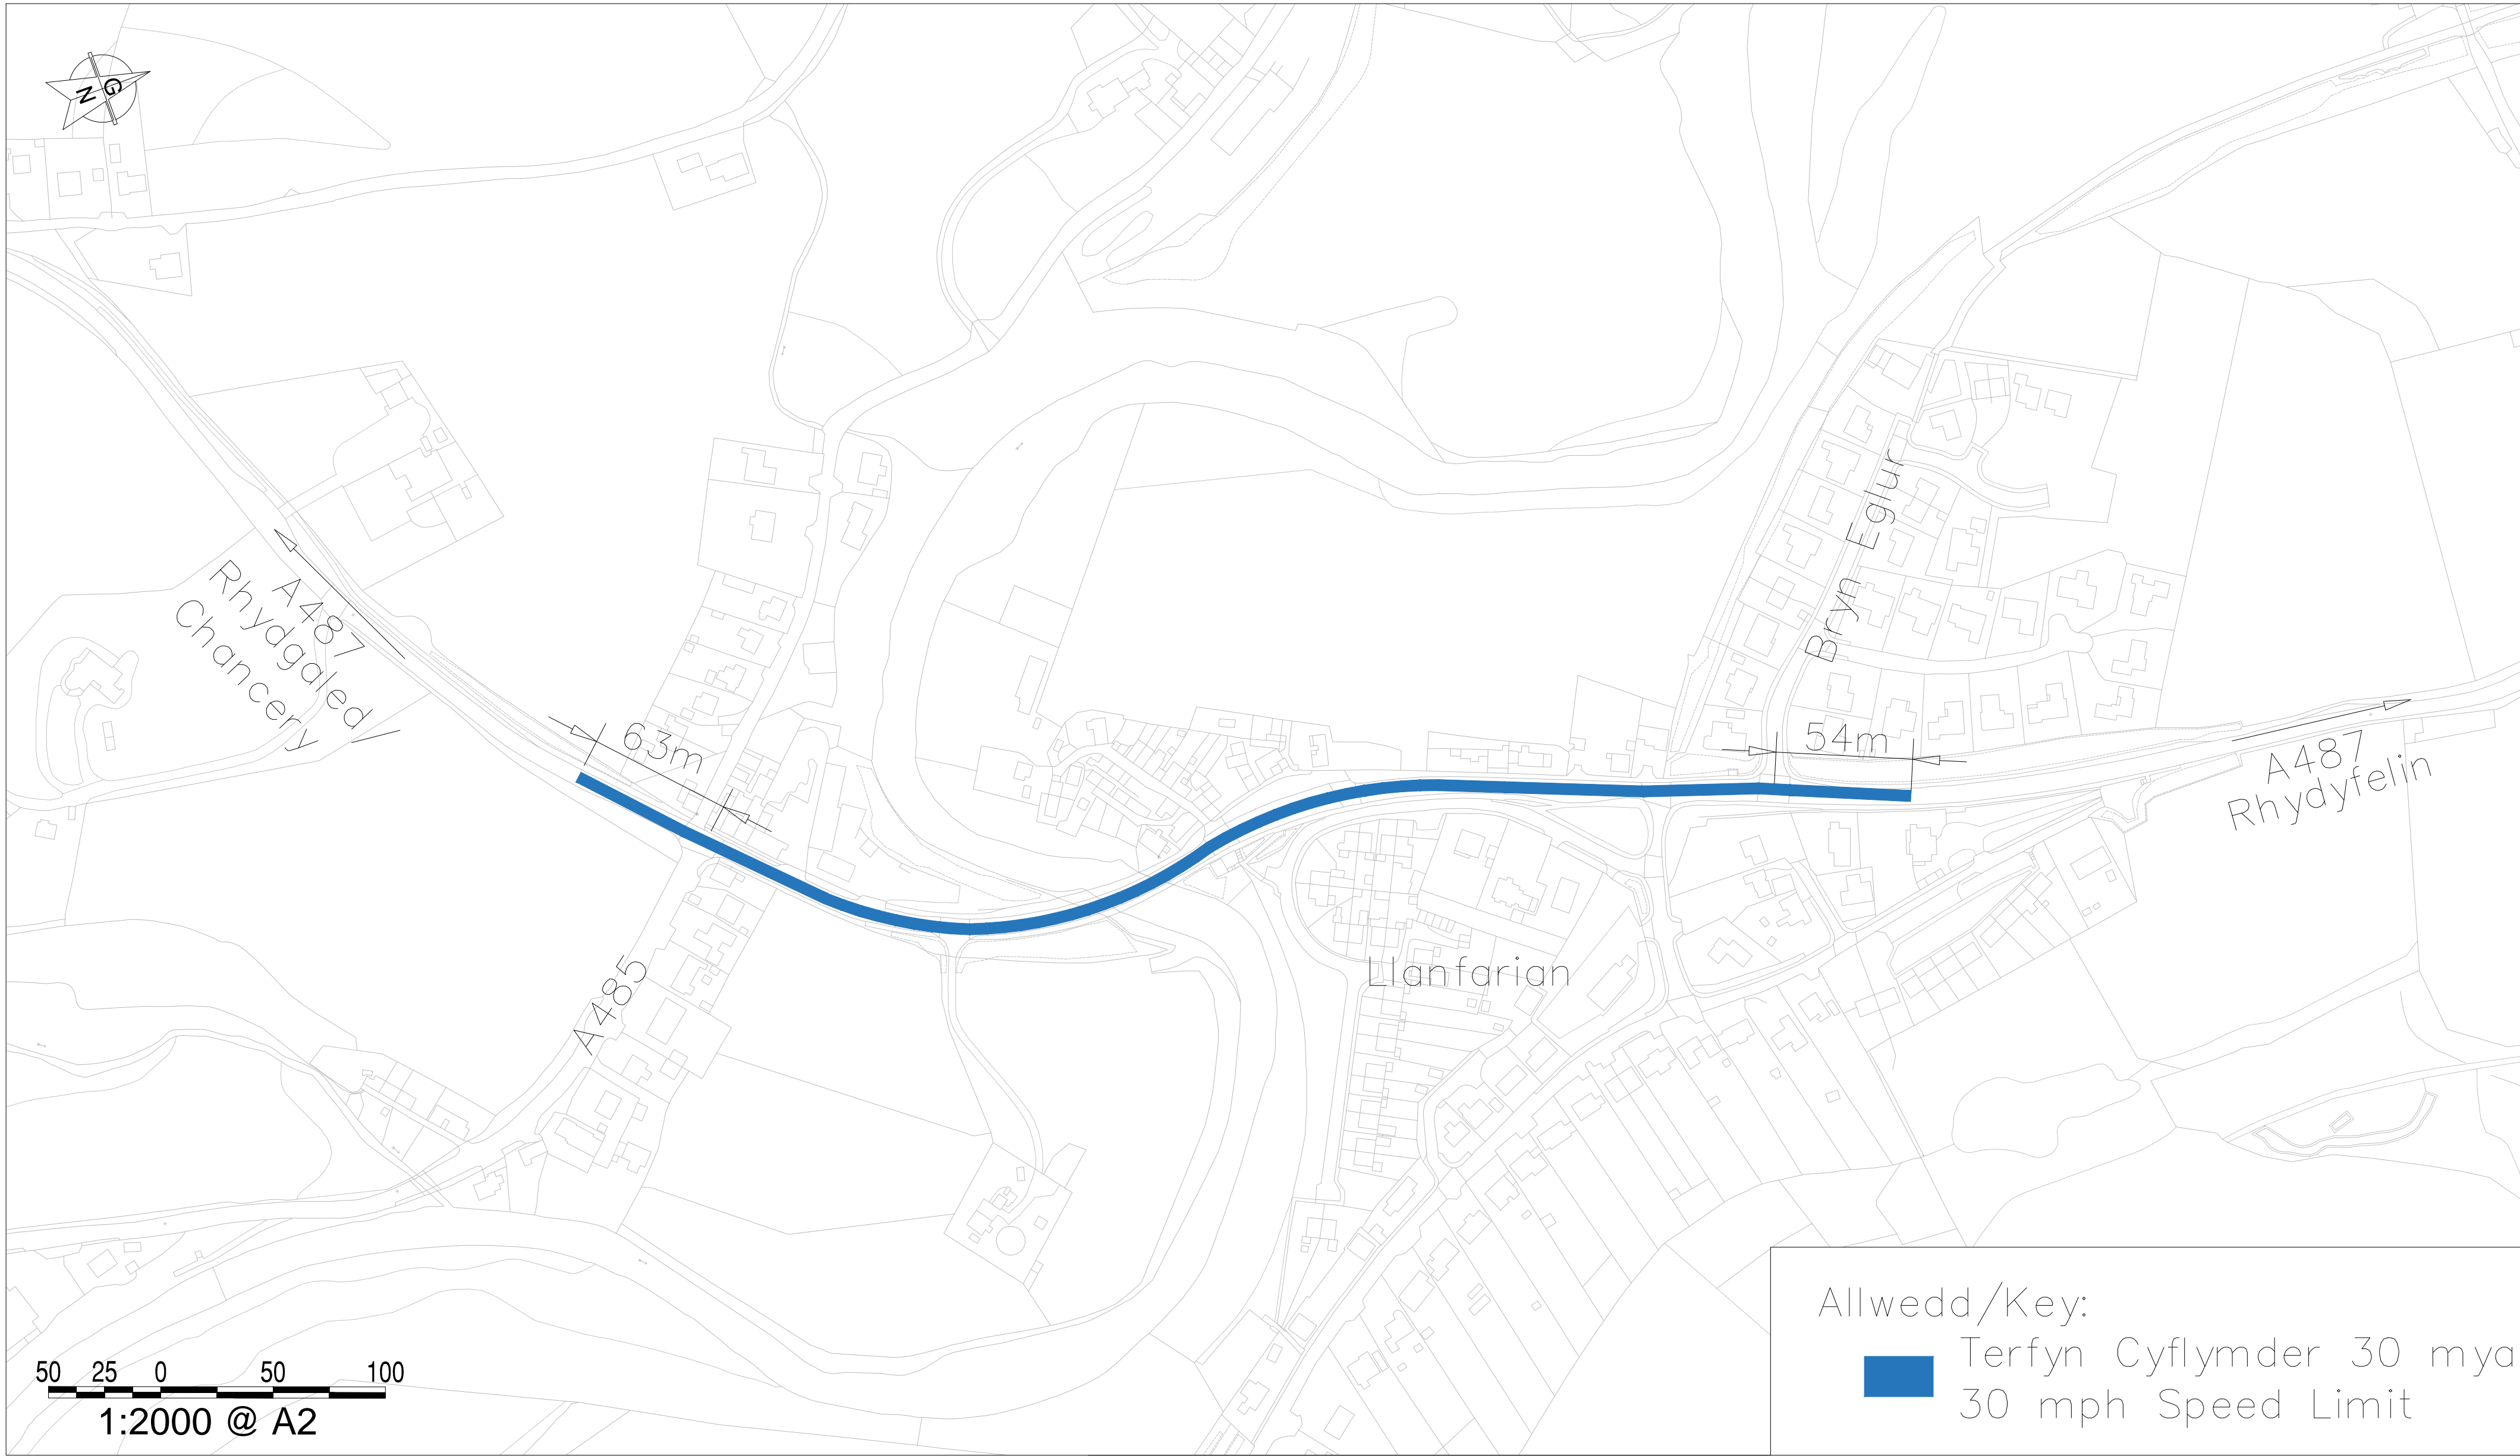 G
N
Bryn Eglur
A487
Rhydgaled/
Chancery
63m
54m
A487
Rhydyfelin
A485
Llanfarian
Allwedd/Key:
Terfyn Cyflymder 30 mya
30 mph Speed Limit
50 25 0 50 100
1:2000 @ A2